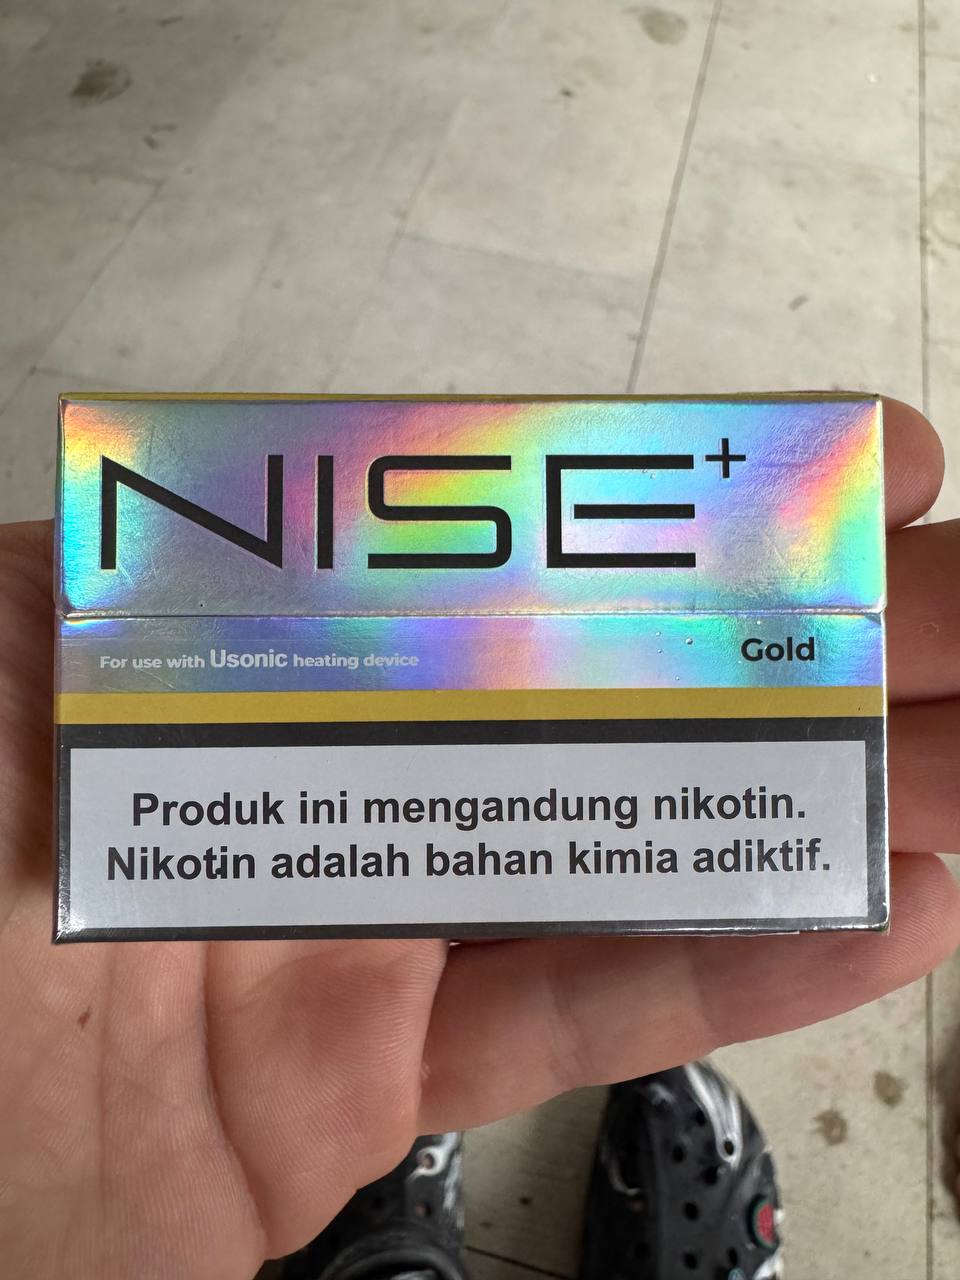 NISE+
For use with Usonic heating device
Gold
Produk ini mengandung nikotin.
Nikotin adalah bahan kimia adiktif.